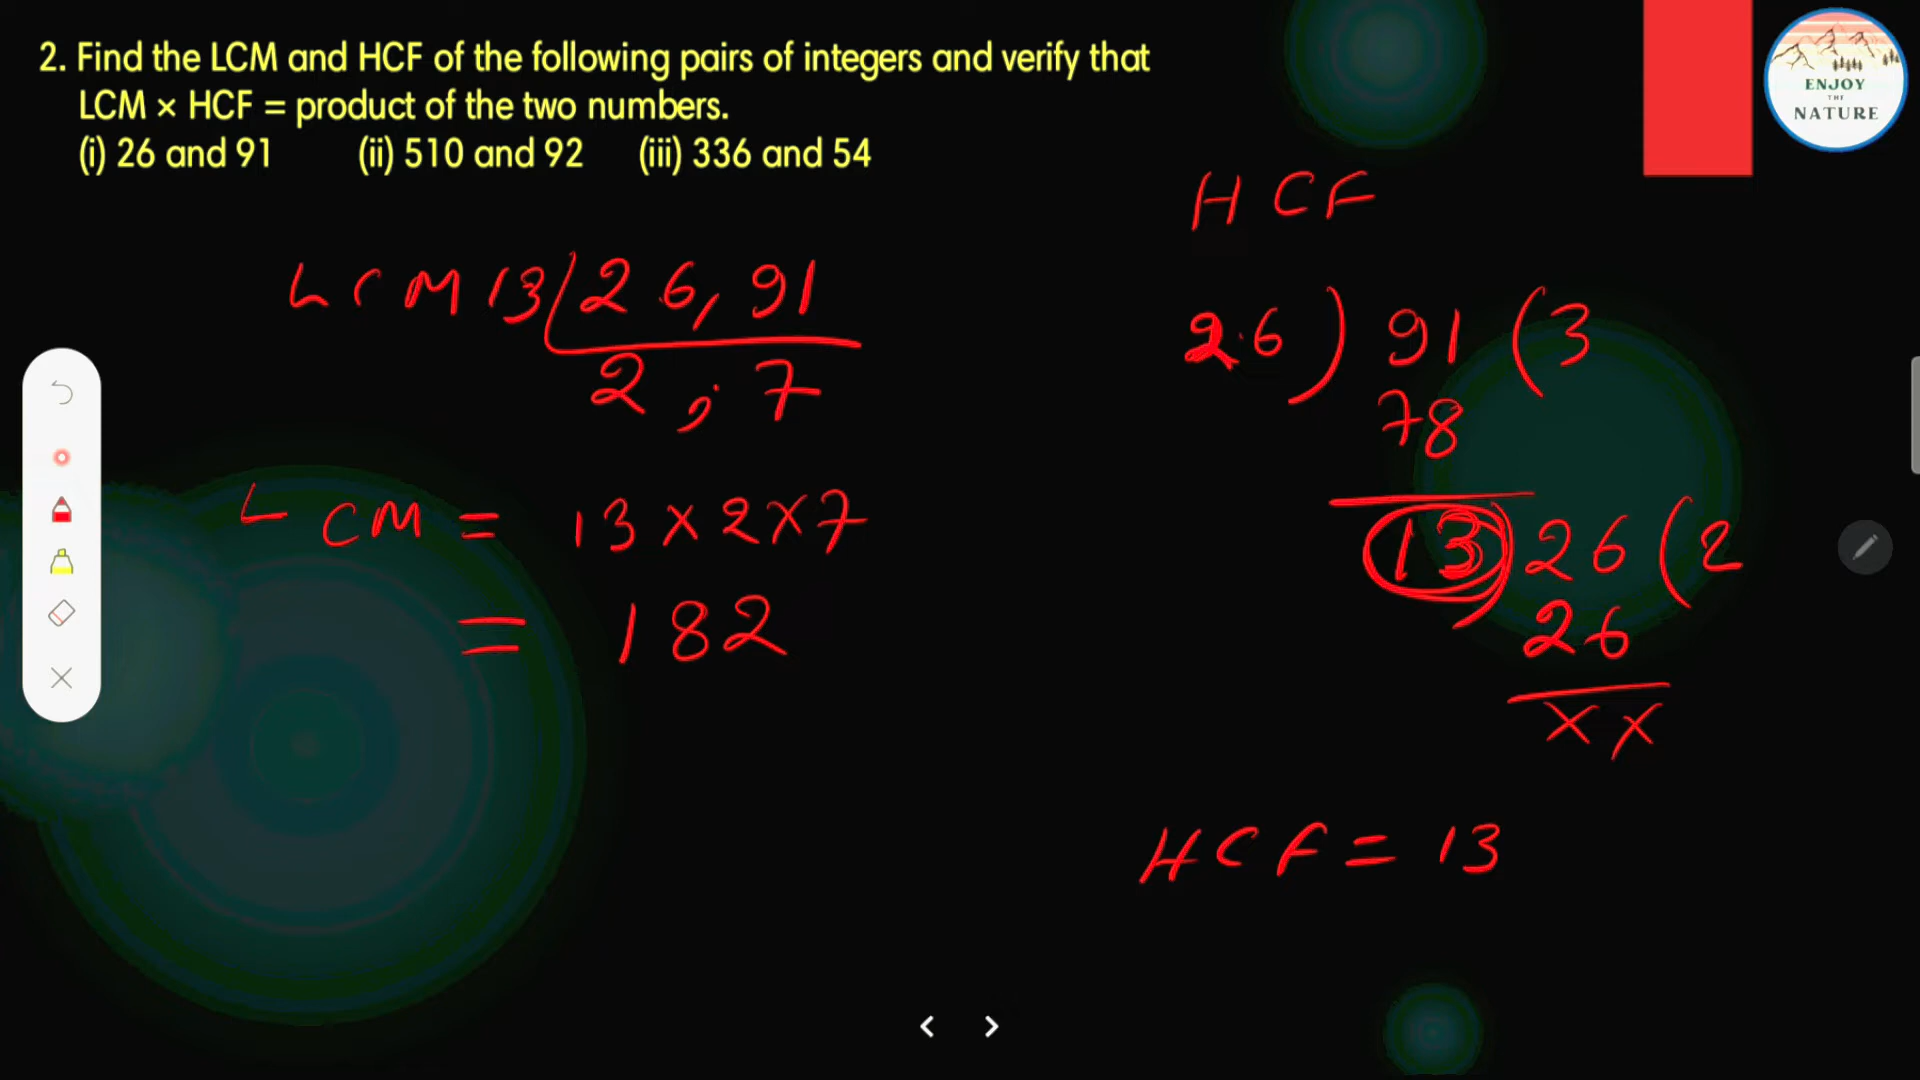 2. Find the LCM and HCF of the following pairs of integers and verify that
LCM × HCF = product of the two numbers.
(i) 26 and 91 (ii) 510 and 92 (iii) 336 and 54
ENJOY
THE
NATURE
LCM 13 26, 91
2, 7
LCM = 13 × 2 × 7
= 182
HCF
26 ) 91 ( 3
78
13 ) 26 ( 2
26
× ×
HCF = 13